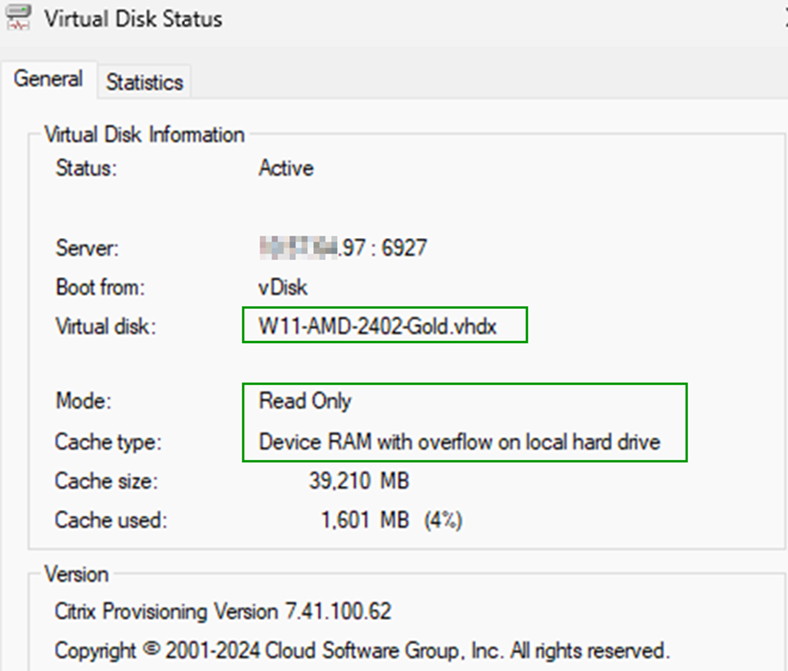 Virtual Disk Status
General Statistics
Virtual Disk Information
Status: Active
Server: .97 : 6927
Boot from: vDisk
Virtual disk: W11-AMD-2402-Gold.vhdx
Mode: Read Only
Cache type: Device RAM with overflow on local hard drive
Cache size: 39,210 MB
Cache used: 1,601 MB (4%)
Version
Citrix Provisioning Version 7.41.100.62
Copyright © 2001-2024 Cloud Software Group, Inc. All rights reserved.